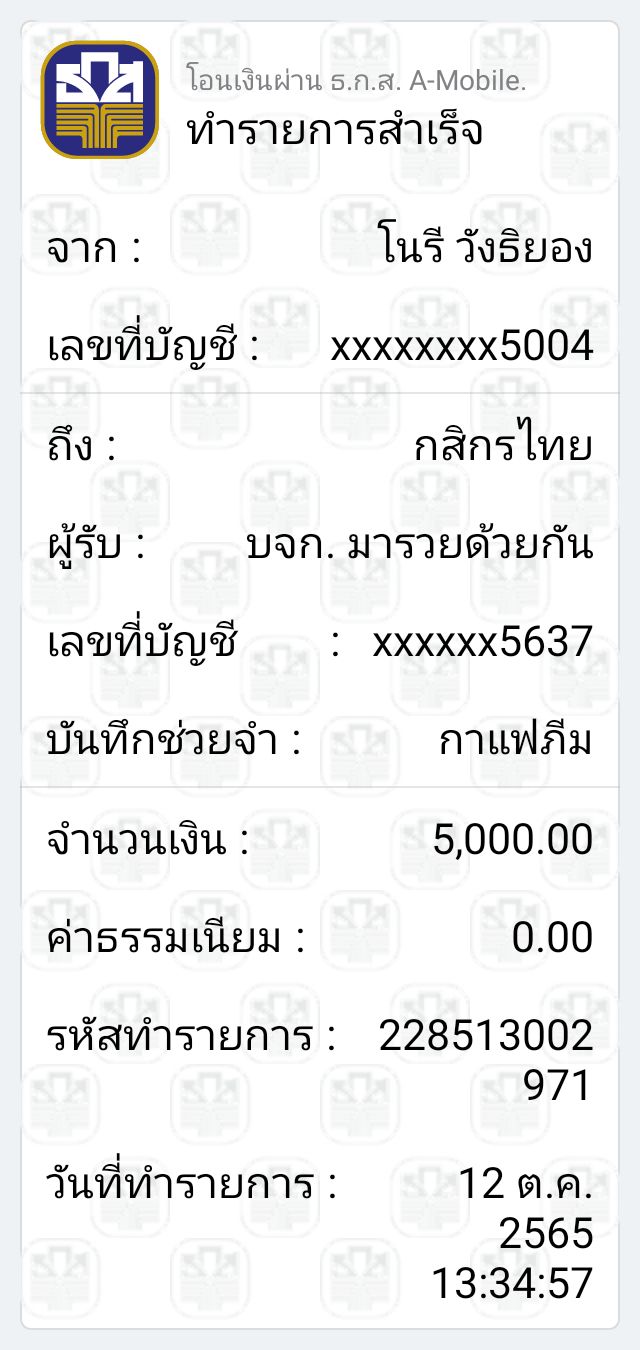 ธกส
โอนเงินผ่าน ธ.ก.ส. A-Mobile.
ทำรายการสำเร็จ
จาก : โนรี วังธิยอง
เลขที่บัญชี : xxxxxxxx5004
ถึง : กสิกรไทย
ผู้รับ : บจก. มารวยด้วยกัน
เลขที่บัญชี : xxxxxx5637
บันทึกช่วยจำ : กาแฟภีม
จำนวนเงิน : 5,000.00
ค่าธรรมเนียม : 0.00
รหัสทำรายการ : 228513002
971
วันที่ทำรายการ : 12 ต.ค.
2565
13:34:57